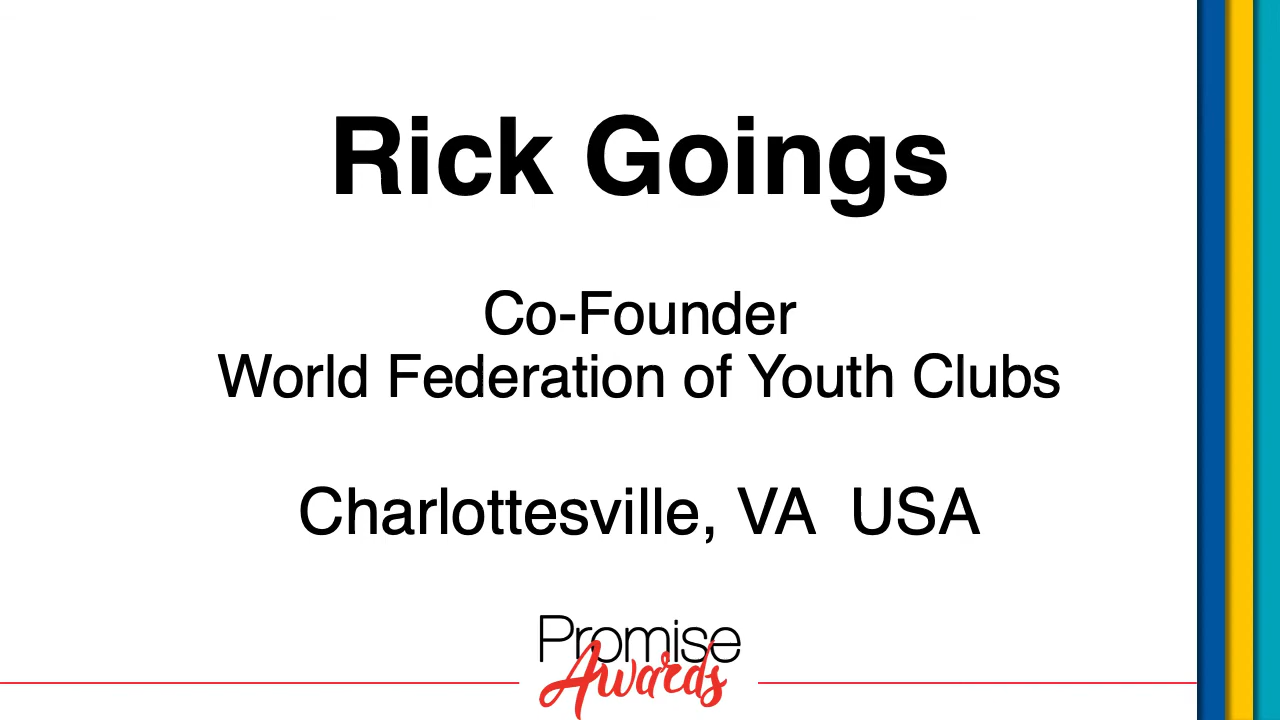 Rick Goings
Co-Founder
World Federation of Youth Clubs
Charlottesville, VA  USA
Promise
Awards